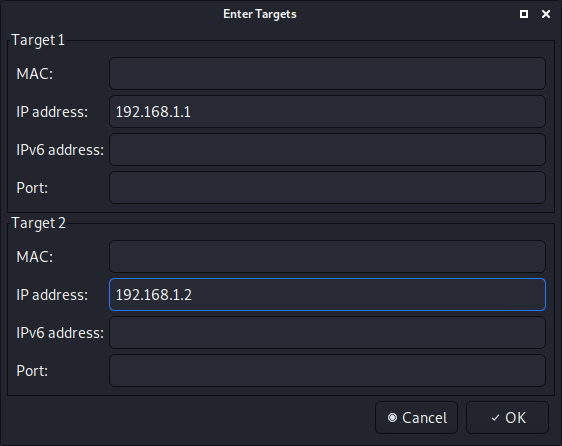 Enter Targets
Target 1
MAC:
IP address: 192.168.1.1
IPv6 address:
Port:
Target 2
MAC:
IP address: 192.168.1.2
IPv6 address:
Port:
Cancel OK